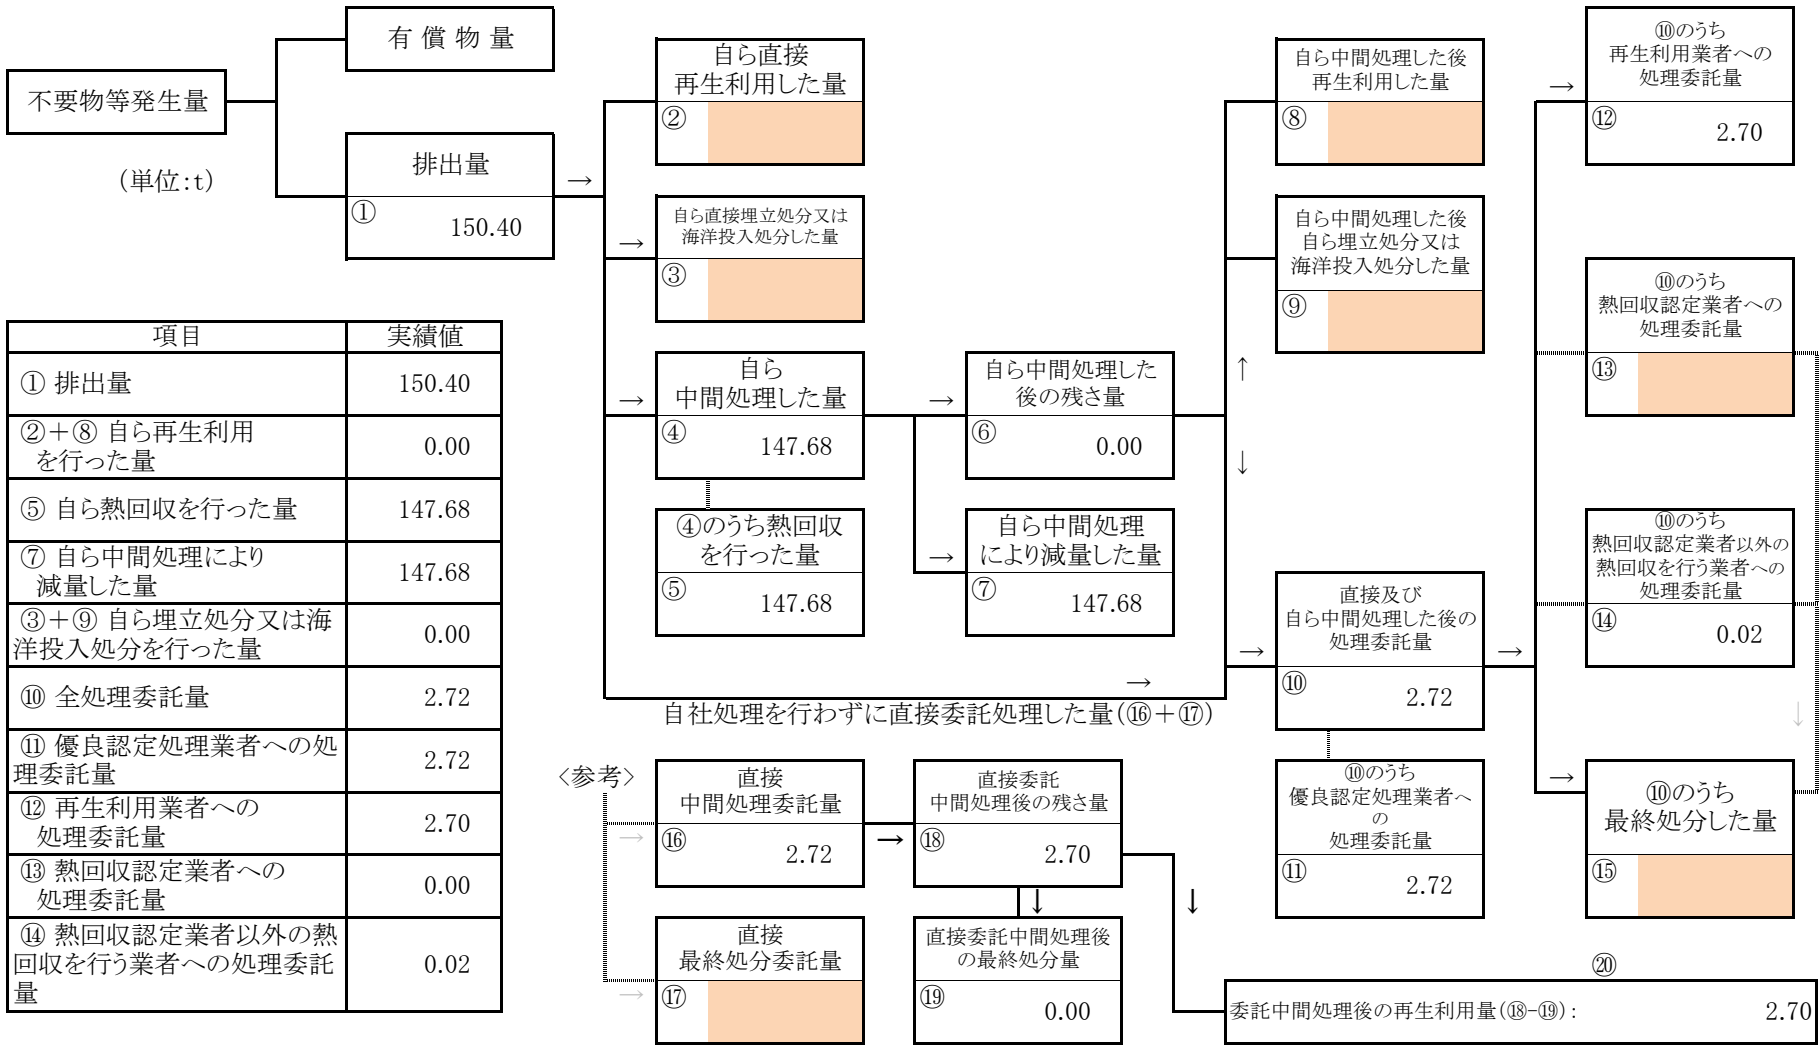 不要物等発生量
(単位:t)
有 償 物 量
排出量
①
150.40
→
自ら直接
再生利用した量
②
→
自ら直接埋立処分又は
海洋投入処分した量
③
→
自ら
中間処理した量
④
147.68
④のうち熱回収
を行った量
⑤
147.68
→
自ら中間処理した
後の残さ量
⑥
0.00
→
自ら中間処理
により減量した量
⑦
147.68
自ら中間処理した後
再生利用した量
⑧
自ら中間処理した後
自ら埋立処分又は
海洋投入処分した量
⑨
↑
↓
→
自社処理を行わずに直接委託処理した量(⑯+⑰)
→
直接及び
自ら中間処理した後の
処理委託量
⑩
2.72
→
⑩のうち
優良認定処理業者へ
の
処理委託量
⑪
2.72
→
⑩のうち
再生利用業者への
処理委託量
⑫
2.70
⑩のうち
熱回収認定業者への
処理委託量
⑬
⑩のうち
熱回収認定業者以外の
熱回収を行う業者への
処理委託量
⑭
0.02
↓
→
⑩のうち
最終処分した量
⑮
項目
実績値
① 排出量
150.40
②+⑧ 自ら再生利用
を行った量
0.00
⑤ 自ら熱回収を行った量
147.68
⑦ 自ら中間処理により
減量した量
147.68
③+⑨ 自ら埋立処分又は海
洋投入処分を行った量
0.00
⑩ 全処理委託量
2.72
⑪ 優良認定処理業者への処
理委託量
2.72
⑫ 再生利用業者への
処理委託量
2.70
⑬ 熱回収認定業者への
処理委託量
0.00
⑭ 熱回収認定業者以外の熱
回収を行う業者への処理委託
量
0.02
<参考>
→
直接
中間処理委託量
⑯
2.72
→
直接委託
中間処理後の残さ量
⑱
2.70
→
直接
最終処分委託量
⑰
↓
直接委託中間処理後
の最終処分量
⑲
0.00
↓
⑳
委託中間処理後の再生利用量(⑱-⑲):
2.70